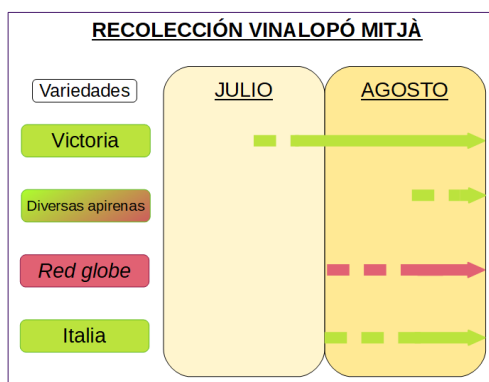 RECOLECCIÓN VINALOPÓ MITJÀ
Variedades
JULIO
AGOSTO
Victoria
Diversas apirenas
Red globe
Italia